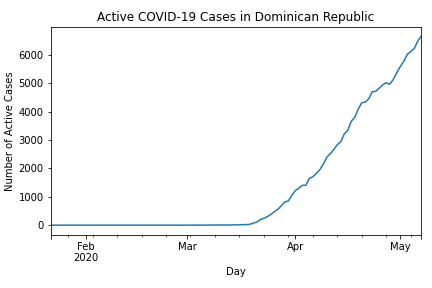 Active COVID-19 Cases in Dominican Republic
Number of Active Cases
6000
5000
4000
3000
2000
1000
0
Feb
2020
Mar
Apr
May
Day